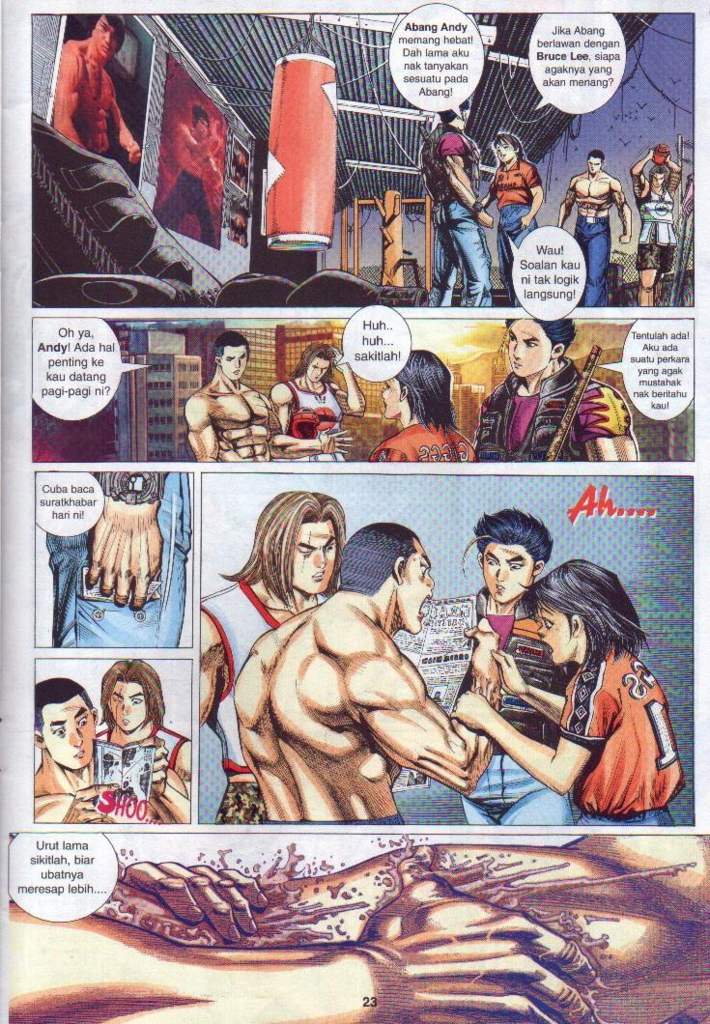 Abang Andy
memang hebat!
Dah lama aku
nak tanyakan
sesuatu pada
Abang!
Jika Abang
berlawan dengan
Bruce Lee, siapa
agaknya yang
akan menang?
Wau!
Soalan kau
ni tak logik
langsung!
Oh ya,
Andy! Ada hal
penting ke
kau datang
pagi-pagi ni?
Huh..
huh...
sakitlah!
Tentulah ada!
Aku ada
suatu perkara
yang agak
mustahak
nak beritahu
kau!
Cuba baca
suratkhabar
hari ni!
Ah....
SHOO...
Urut lama
sikitlah, biar
ubatnya
meresap lebih....
23